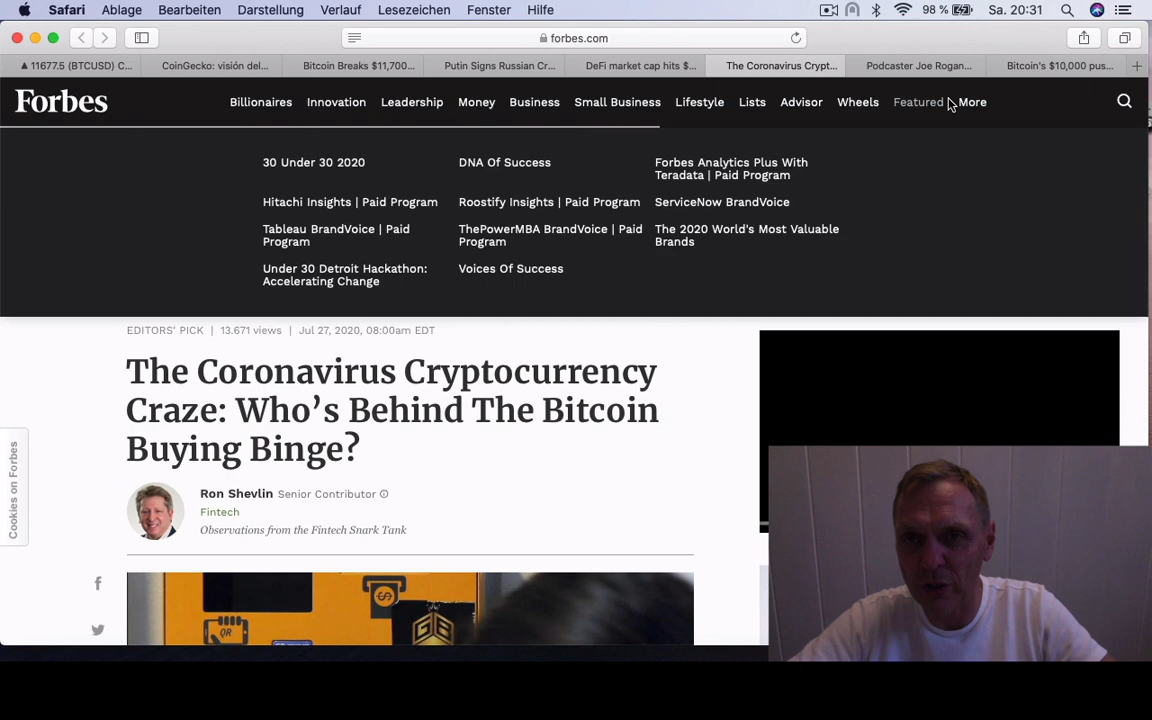 Safari Ablage Bearbeiten Darstellung Verlauf Lesezeichen Fenster Hilfe 98 % Sa. 20:31
forbes.com
▲ 11677.5 (BTCUSD) C... CoinGecko: visión del... Bitcoin Breaks $11,700... Putin Signs Russian Cr... DeFi market cap hits $... The Coronavirus Crypt... Podcaster Joe Rogan... Bitcoin's $10,000 pus...
Forbes Billionaires Innovation Leadership Money Business Small Business Lifestyle Lists Advisor Wheels Featured More
30 Under 30 2020
DNA Of Success
Forbes Analytics Plus With
Teradata | Paid Program
Hitachi Insights | Paid Program
Roostify Insights | Paid Program
ServiceNow BrandVoice
Tableau BrandVoice | Paid
Program
ThePowerMBA BrandVoice | Paid
Program
The 2020 World's Most Valuable
Brands
Under 30 Detroit Hackathon:
Accelerating Change
Voices Of Success
EDITORS' PICK | 13.671 views | Jul 27, 2020, 08:00am EDT
The Coronavirus Cryptocurrency
Craze: Who's Behind The Bitcoin
Buying Binge?
Cookies on Forbes
Ron Shevlin Senior Contributor
Fintech
Observations from the Fintech Snark Tank
QR